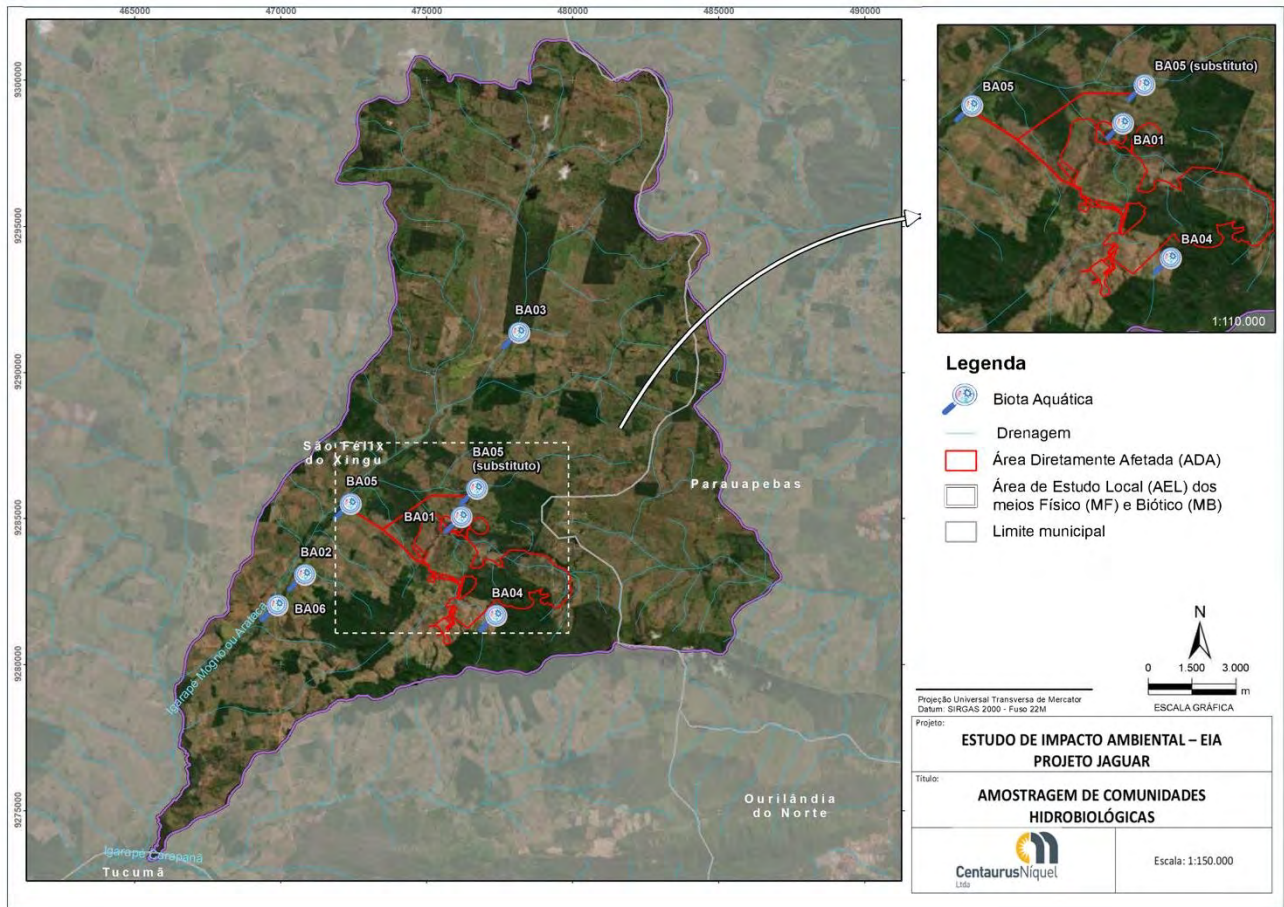 465000
470000
475000
480000
485000
490000
9300000
9295000
9290000
9285000
9280000
9275000
BA03
São Félix
do Xingu
BA05
(substituto)
BA05
BA01
Parauapebas
BA02
BA06
BA04
Igarapé Mogno ou Arataca
Ourilândia
do Norte
Igarapé Carapanã
Tucumã
BA05 (substituto)
BA05
BA01
BA04
1:110.000
Legenda
Biota Aquática
Drenagem
Área Diretamente Afetada (ADA)
Área de Estudo Local (AEL) dos
meios Físico (MF) e Biótico (MB)
Limite municipal
N
0 1.500 3.000
m
ESCALA GRÁFICA
Projeção Universal Transversa de Mercator
Datum: SIRGAS 2000 - Fuso 22M
Projeto:
ESTUDO DE IMPACTO AMBIENTAL – EIA
PROJETO JAGUAR
Título:
AMOSTRAGEM DE COMUNIDADES
HIDROBIOLÓGICAS
CentaurusNíquel
Ltda
Escala: 1:150.000